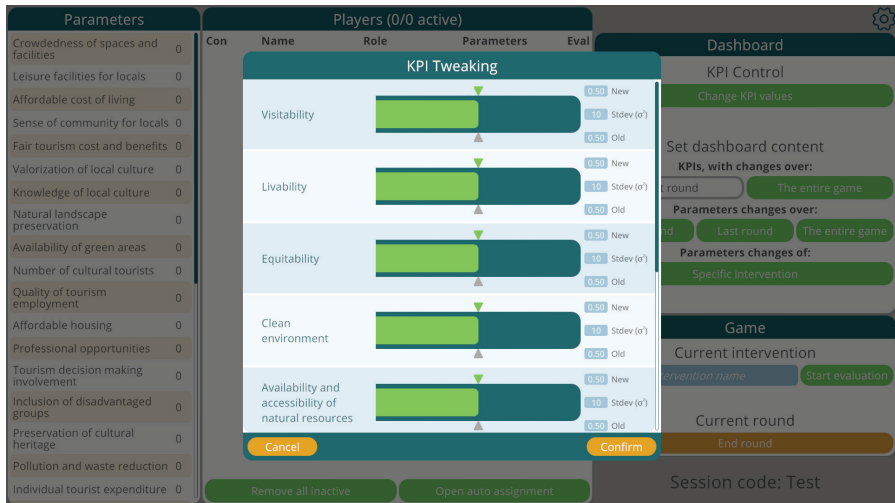 Parameters
Crowdedness of spaces and
facilities
0
Leisure facilities for locals 0
Affordable cost of living 0
Sense of community for locals 0
Fair tourism cost and benefits 0
Valorization of local culture 0
Knowledge of local culture 0
Natural landscape
preservation
0
Availability of green areas 0
Number of cultural tourists 0
Quality of tourism
employment
0
Affordable housing 0
Professional opportunities 0
Tourism decision making
involvement
0
Inclusion of disadvantaged
groups
0
Preservation of cultural
heritage
0
Pollution and waste reduction 0
Individual tourist expenditure 0
Players (0/0 active)
Con Name Role Parameters Eval
KPI Tweaking
Visitability
0.50 New
10 Stdev (σ²)
0.50 Old
Livability
0.50 New
10 Stdev (σ²)
0.50 Old
Equitability
0.50 New
10 Stdev (σ²)
0.50 Old
Clean
environment
0.50 New
10 Stdev (σ²)
0.50 Old
Availability and
accessibility of
natural resources
0.50 New
10 Stdev (σ²)
0.50 Old
Cancel Confirm
Remove all inactive Open auto assignment
Dashboard
KPI Control
Change KPI values
Set dashboard content
KPIs, with changes over:
round The entire game
Parameters changes over:
Last round The entire game
Parameters changes of:
Specific intervention
Game
Current intervention
ntervention name Start evaluation
Current round
End round
Session code: Test